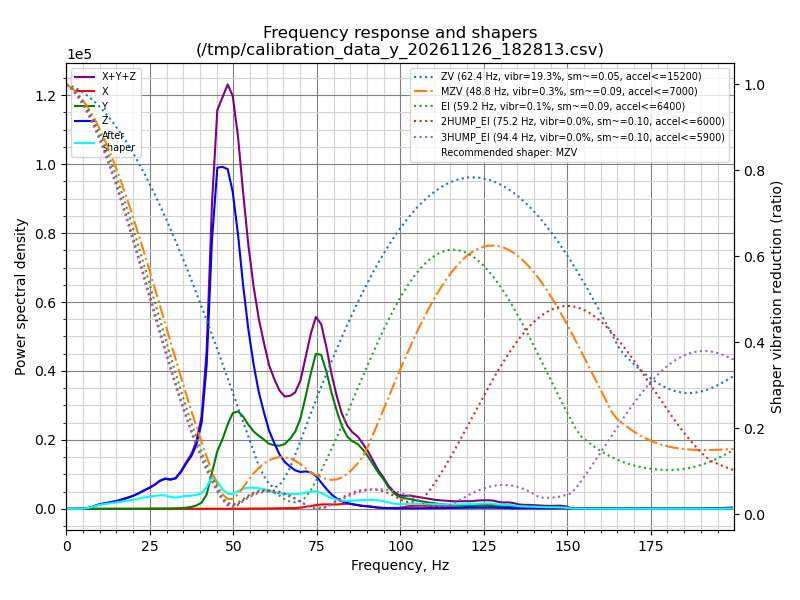 Frequency response and shapers
(/tmp/calibration_data_y_20261126_182813.csv)
1e5
X+Y+Z
X
Y
Z
After
shaper
ZV (62.4 Hz, vibr=19.3%, sm~=0.05, accel<=15200)
MZV (48.8 Hz, vibr=0.3%, sm~=0.09, accel<=7000)
EI (59.2 Hz, vibr=0.1%, sm~=0.09, accel<=6400)
2HUMP_EI (75.2 Hz, vibr=0.0%, sm~=0.10, accel<=6000)
3HUMP_EI (94.4 Hz, vibr=0.0%, sm~=0.10, accel<=5900)
Recommended shaper: MZV
Power spectral density
1.2
1.0
0.8
0.6
0.4
0.2
0.0
1.0
0.8
0.6
0.4
0.2
0.0
Shaper vibration reduction (ratio)
0 25 50 75 100 125 150 175
Frequency, Hz